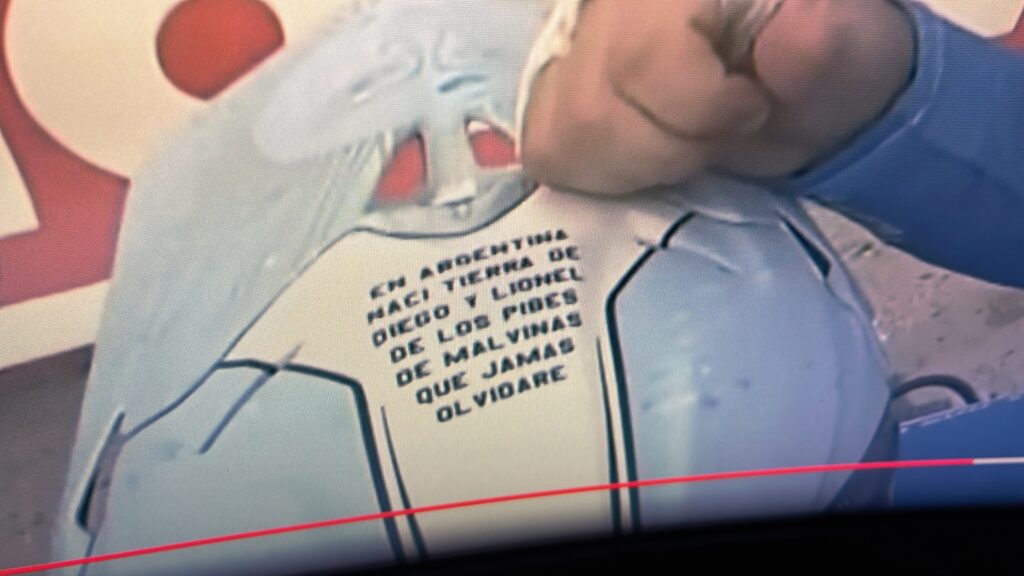 EN ARGENTINA
NACI TIERRA DE
DIEGO Y LIONEL
DE LOS PIBES
DE MALVINAS
QUE JAMAS
OLVIDARE